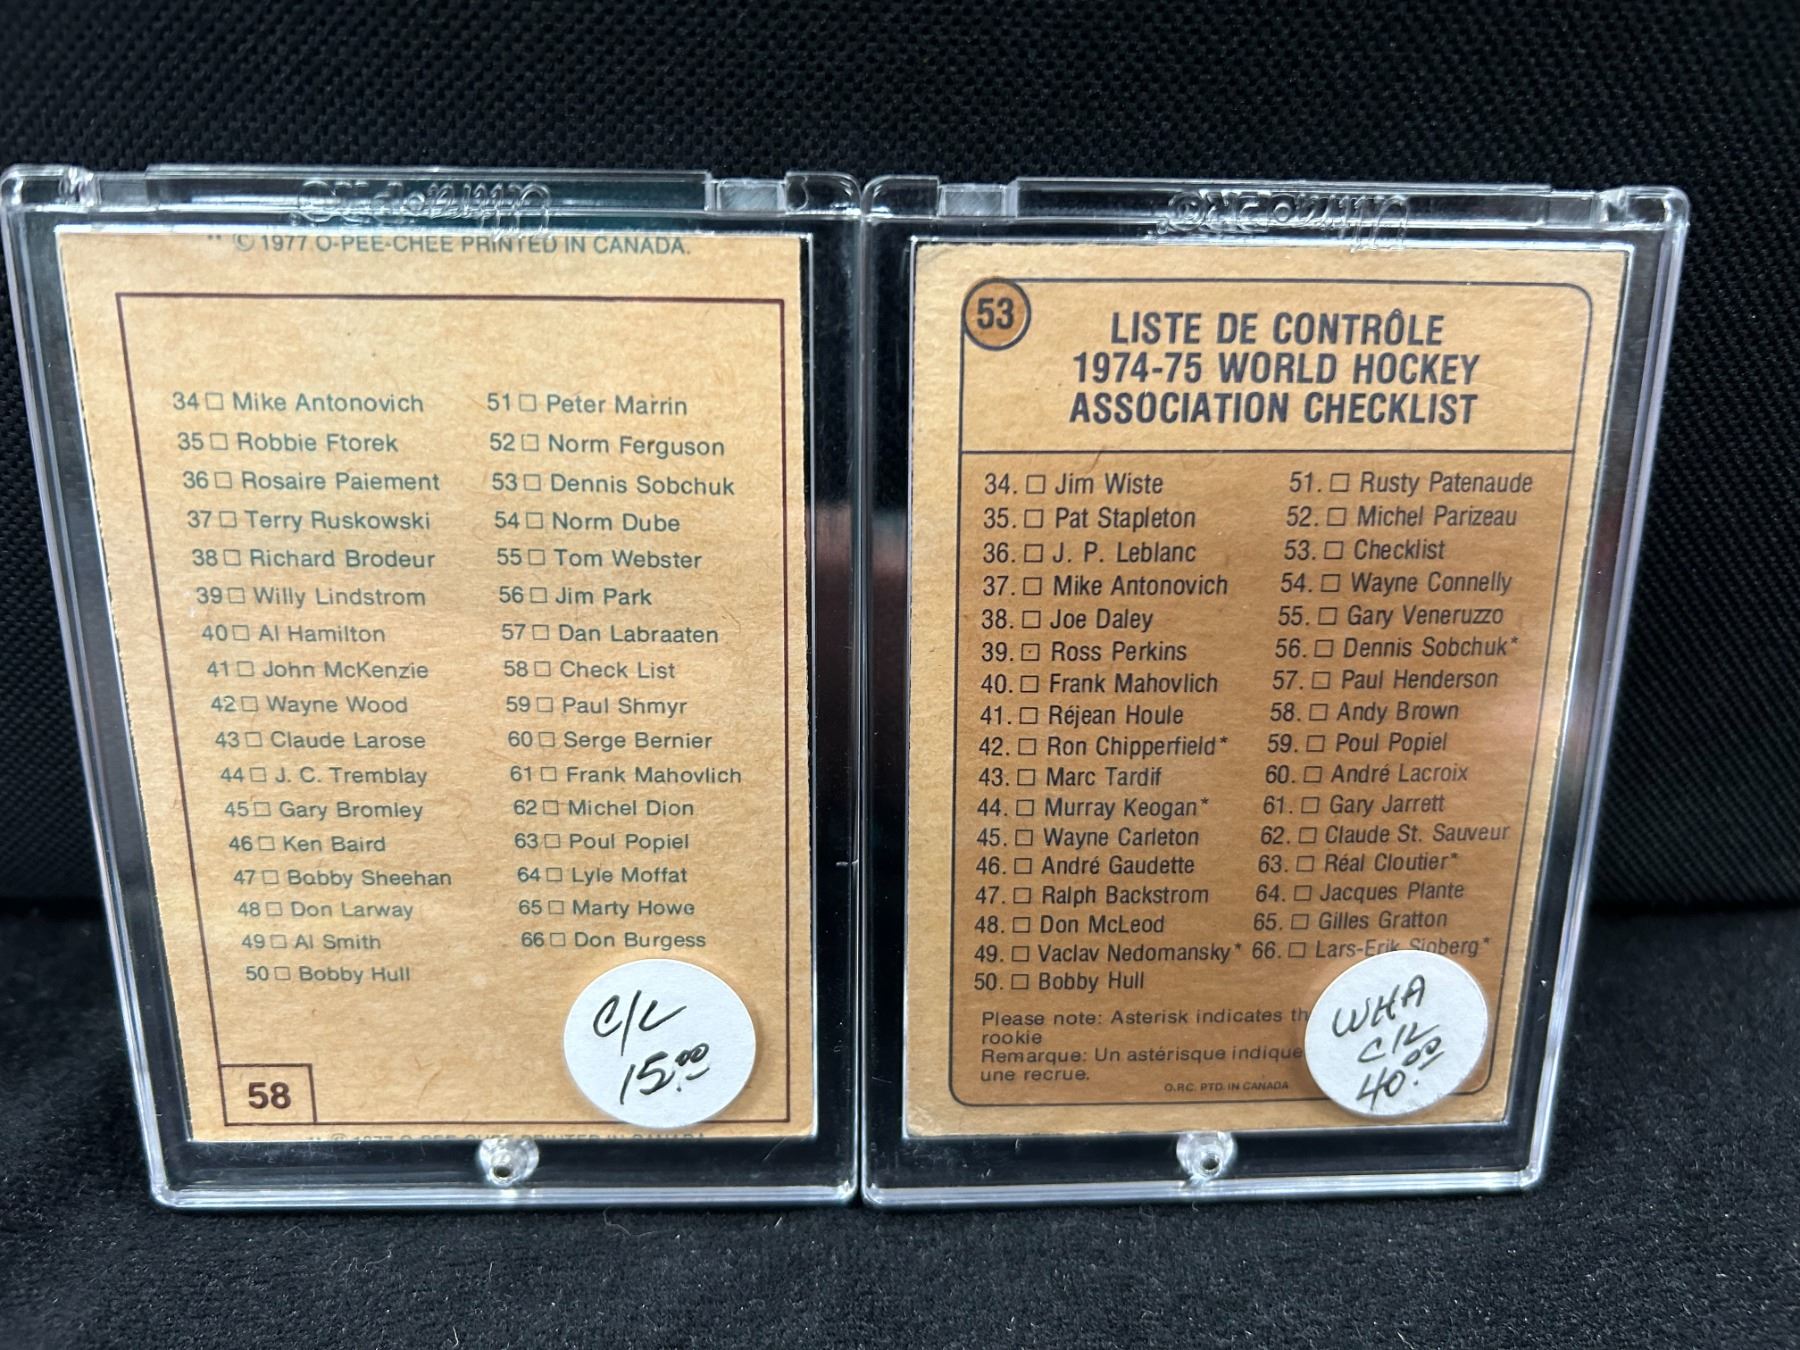 ULTRA•PRO®
" © 1977 O-PEE-CHEE PRINTED IN CANADA.
34 □ Mike Antonovich
35 □ Robbie Ftorek
36 □ Rosaire Paiement
37 □ Terry Ruskowski
38 □ Richard Brodeur
39 □ Willy Lindstrom
40 □ Al Hamilton
41 □ John McKenzie
42 □ Wayne Wood
43 □ Claude Larose
44 □ J. C. Tremblay
45 □ Gary Bromley
46 □ Ken Baird
47 □ Bobby Sheehan
48 □ Don Larway
49 □ Al Smith
50 □ Bobby Hull
51 □ Peter Marrin
52 □ Norm Ferguson
53 □ Dennis Sobchuk
54 □ Norm Dube
55 □ Tom Webster
56 □ Jim Park
57 □ Dan Labraaten
58 □ Check List
59 □ Paul Shmyr
60 □ Serge Bernier
61 □ Frank Mahovlich
62 □ Michel Dion
63 □ Poul Popiel
64 □ Lyle Moffat
65 □ Marty Howe
66 □ Don Burgess
58
C/L
15.00
" © 1977 O-PEE-CHEE PRINTED IN CANADA.
ULTRA•PRO®
53
LISTE DE CONTRÔLE
1974-75 WORLD HOCKEY
ASSOCIATION CHECKLIST
34. □ Jim Wiste
35. □ Pat Stapleton
36. □ J. P. Leblanc
37. □ Mike Antonovich
38. □ Joe Daley
39. □ Ross Perkins
40. □ Frank Mahovlich
41. □ Réjean Houle
42. □ Ron Chipperfield*
43. □ Marc Tardif
44. □ Murray Keogan*
45. □ Wayne Carleton
46. □ André Gaudette
47. □ Ralph Backstrom
48. □ Don McLeod
49. □ Vaclav Nedomansky*
50. □ Bobby Hull
51. □ Rusty Patenaude
52. □ Michel Parizeau
53. □ Checklist
54. □ Wayne Connelly
55. □ Gary Veneruzzo
56. □ Dennis Sobchuk*
57. □ Paul Henderson
58. □ Andy Brown
59. □ Poul Popiel
60. □ André Lacroix
61. □ Gary Jarrett
62. □ Claude St. Sauveur
63. □ Réal Cloutier*
64. □ Jacques Plante
65. □ Gilles Gratton
66. □ Lars-Erik Sjoberg*
Please note: Asterisk indicates th
rookie
Remarque: Un astérisque indique
une recrue.
O.P.C. PTD. IN CANADA
WHA
C/L
40.00